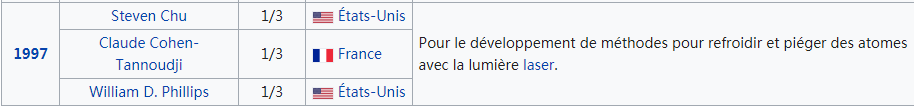 1997
Steven Chu 1/3 États-Unis
Claude Cohen-
Tannoudji 1/3 France
William D. Phillips 1/3 États-Unis
Pour le développement de méthodes pour refroidir et piéger des atomes
avec la lumière laser.